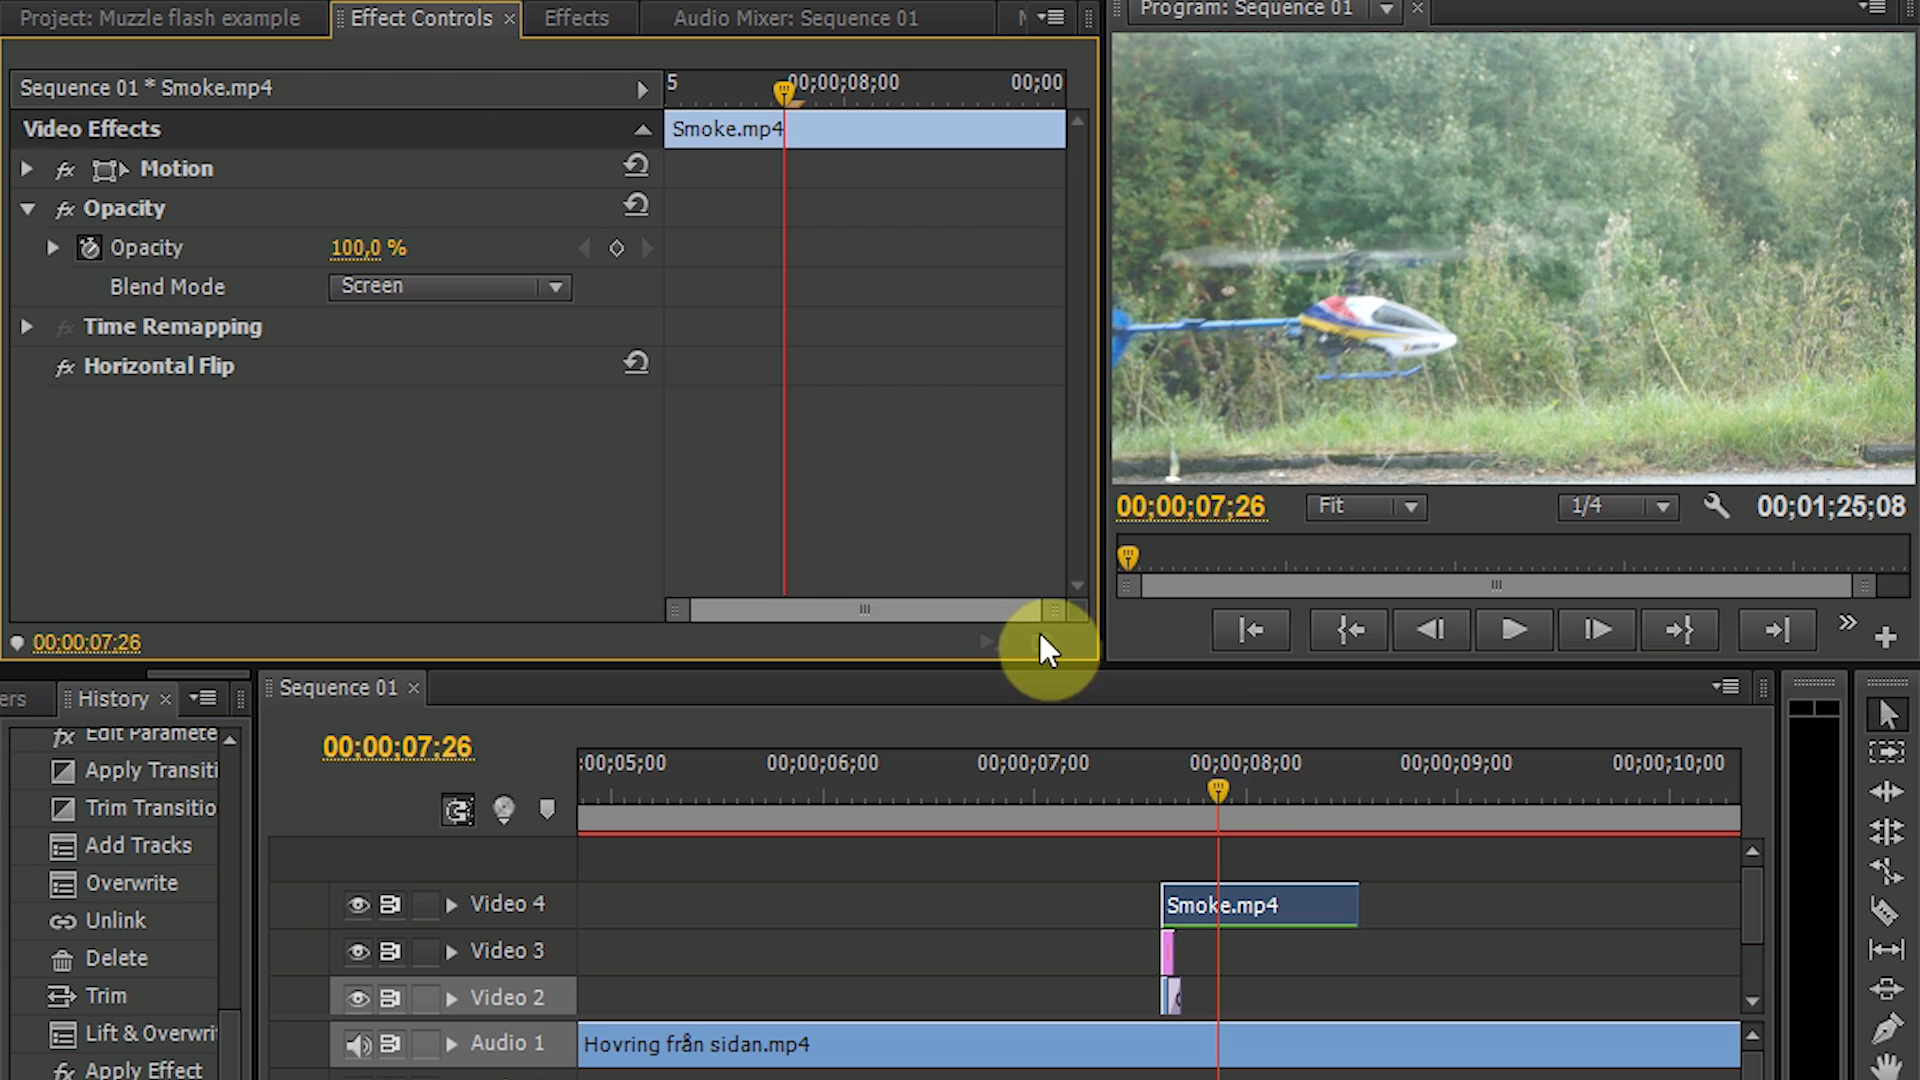 Project: Muzzle flash example
Effect Controls
Effects
Audio Mixer: Sequence 01
Program: Sequence 01
Sequence 01 * Smoke.mp4
5
00;00;08;00
00;00
Video Effects
Smoke.mp4
fx Motion
fx Opacity
Opacity 100,0 %
Blend Mode Screen
fx Time Remapping
fx Horizontal Flip
00;00;07;26
00;00;07;26
Fit
1/4
00;01;25;08
ers
History
Sequence 01
fx Edit Paramete
Apply Transiti
Trim Transitio
Add Tracks
Overwrite
Unlink
Delete
Trim
Lift & Overwri
fx Apply Effect
00;00;07;26
:00;05;00
00;00;06;00
00;00;07;00
00;00;08;00
00;00;09;00
00;00;10;00
Video 4
Smoke.mp4
Video 3
Video 2
Audio 1
Hovring från sidan.mp4